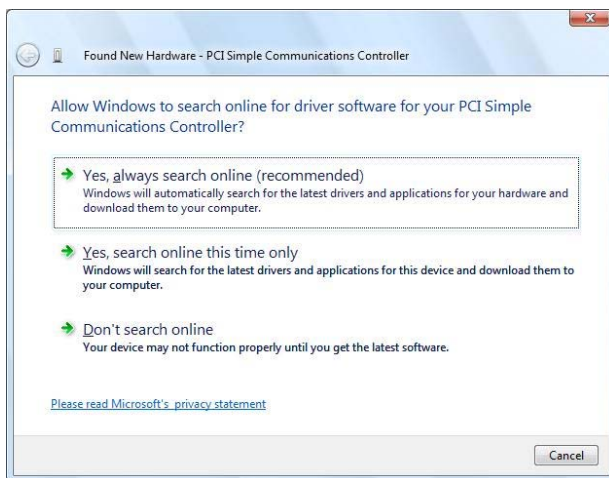 Found New Hardware - PCI Simple Communications Controller
Allow Windows to search online for driver software for your PCI Simple
Communications Controller?
Yes, always search online (recommended)
Windows will automatically search for the latest drivers and applications for your hardware and
download them to your computer.
Yes, search online this time only
Windows will search for the latest drivers and applications for this device and download them to
your computer.
Don't search online
Your device may not function properly until you get the latest software.
Please read Microsoft's privacy statement
Cancel